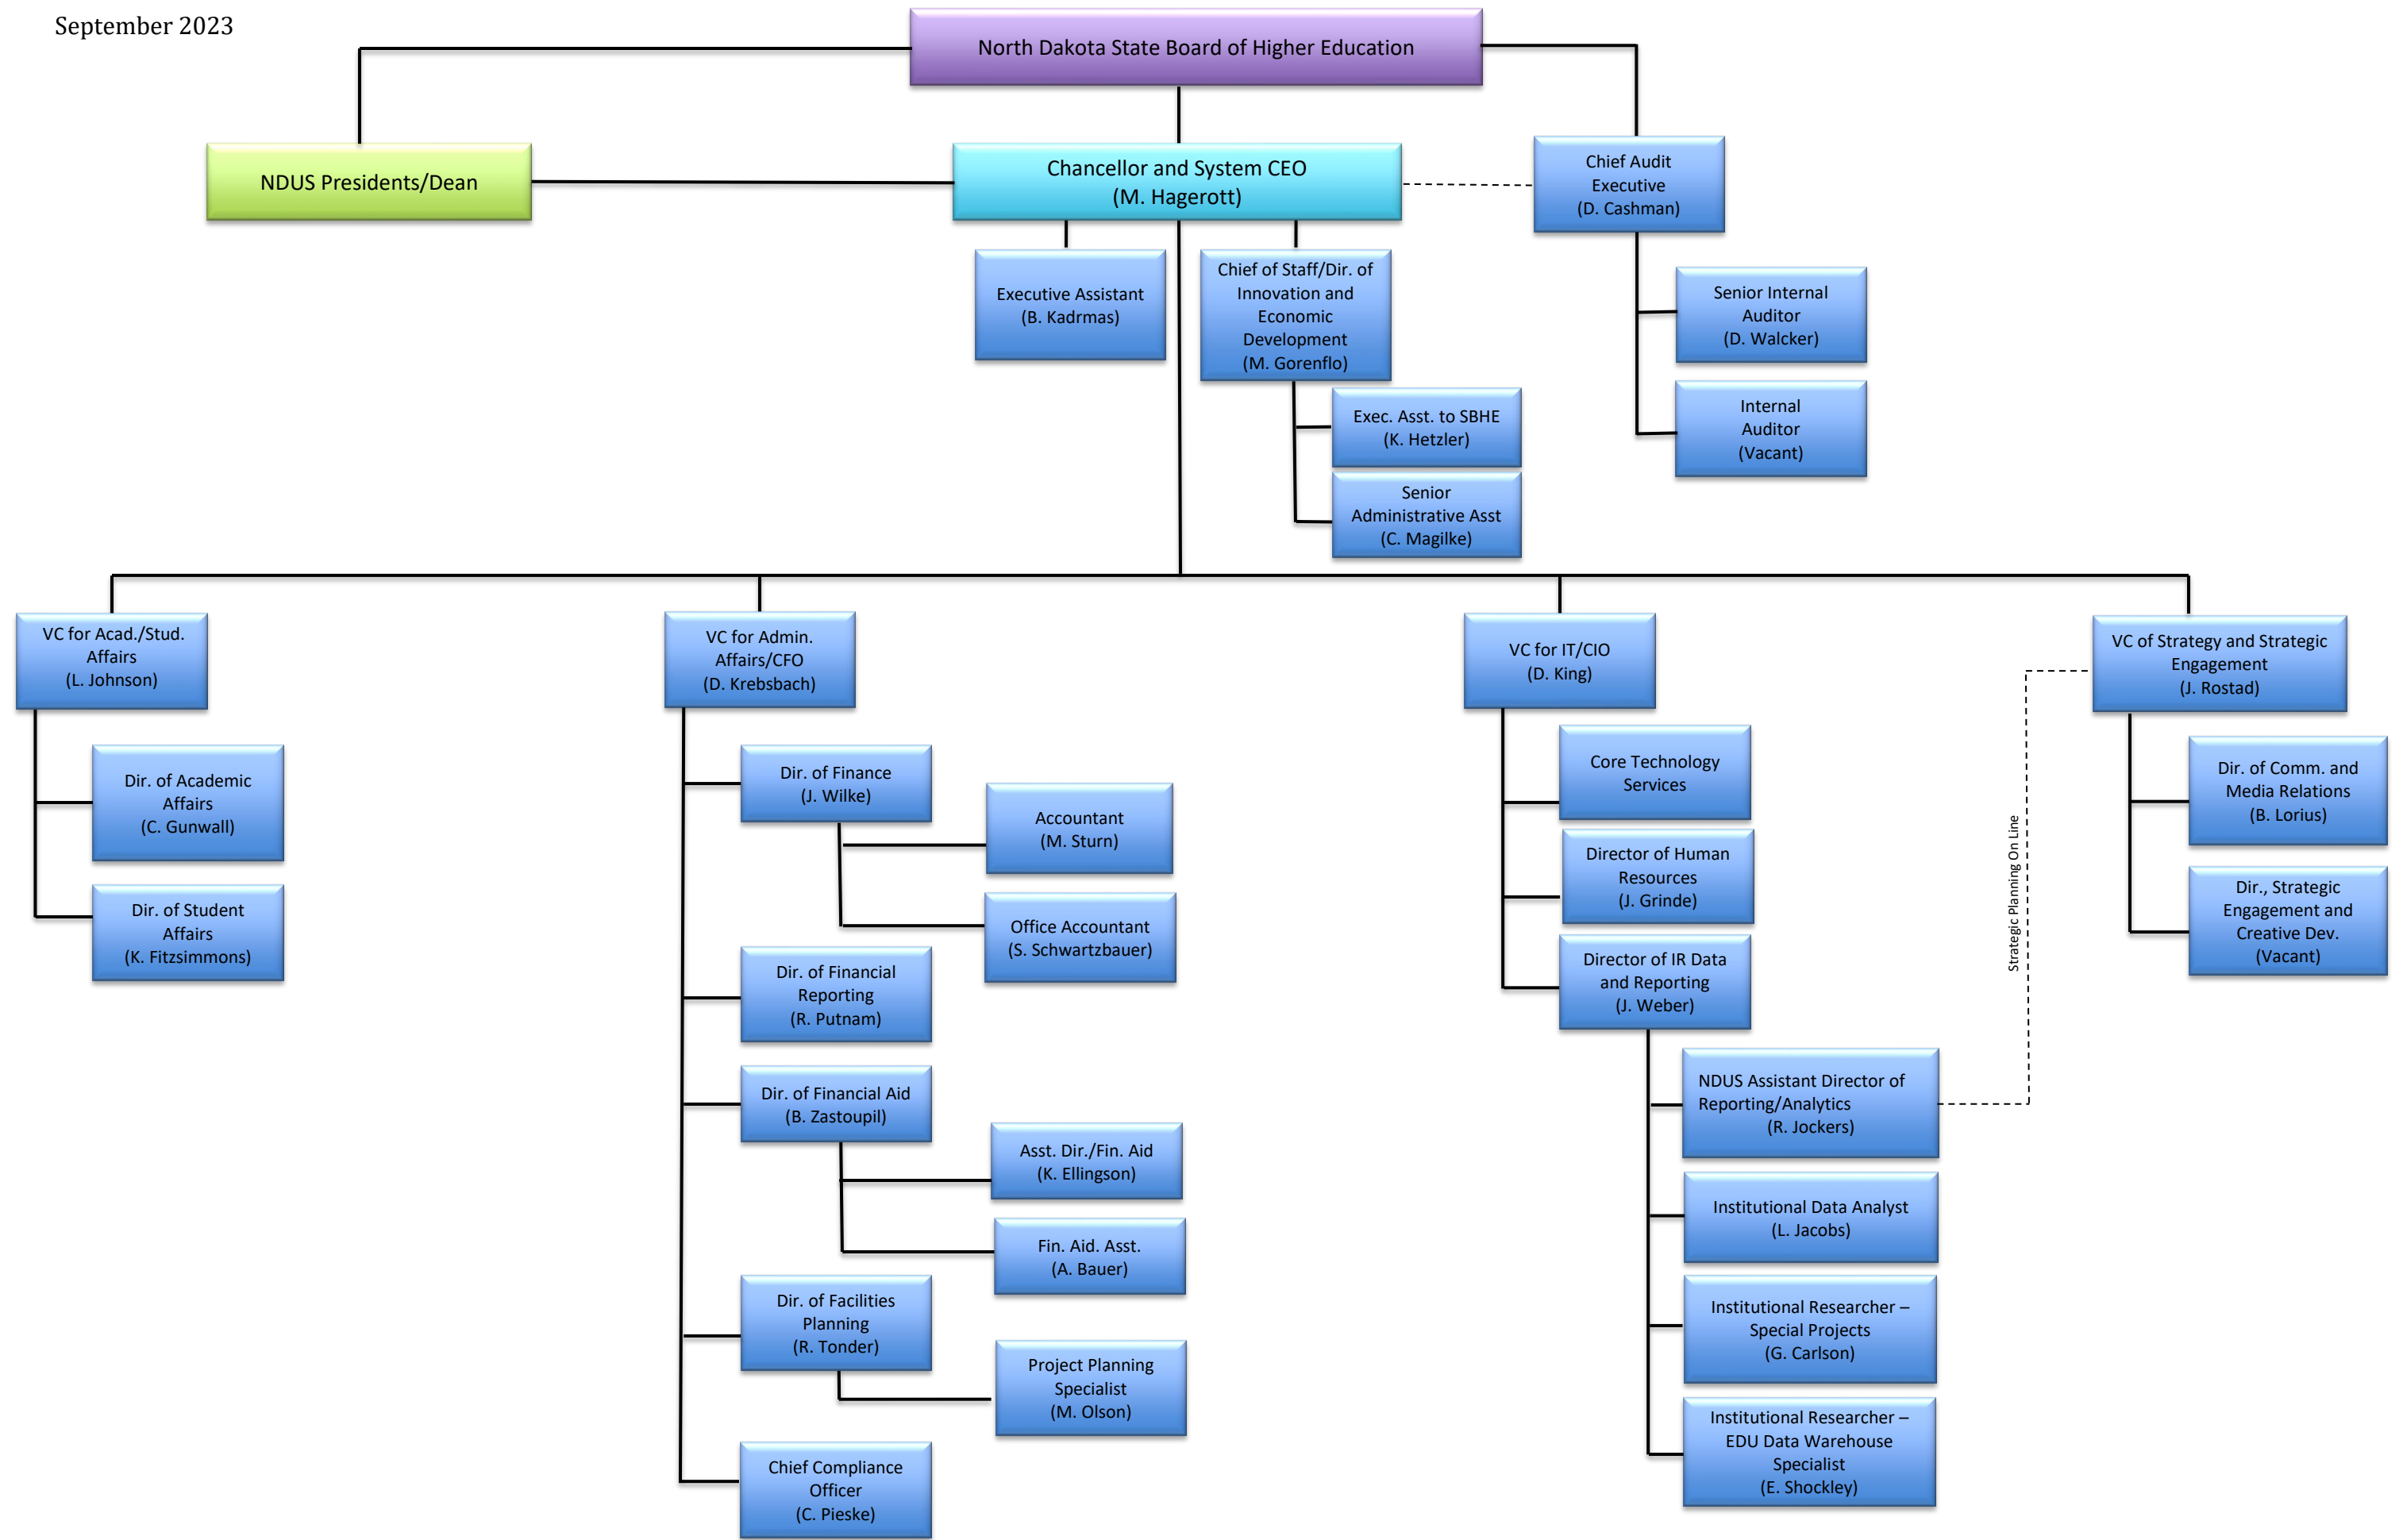 September 2023
North Dakota State Board of Higher Education
NDUS Presidents/Dean
Chancellor and System CEO
(M. Hagerott)
Chief Audit
Executive
(D. Cashman)
Executive Assistant
(B. Kadrmas)
Chief of Staff/Dir. of
Innovation and
Economic
Development
(M. Gorenflo)
Senior Internal
Auditor
(D. Walcker)
Internal
Auditor
(Vacant)
Exec. Asst. to SBHE
(K. Hetzler)
Senior
Administrative Asst
(C. Magilke)
VC for Acad./Stud.
Affairs
(L. Johnson)
Dir. of Academic
Affairs
(C. Gunwall)
Dir. of Student
Affairs
(K. Fitzsimmons)
VC for Admin.
Affairs/CFO
(D. Krebsbach)
Dir. of Finance
(J. Wilke)
Accountant
(M. Sturn)
Office Accountant
(S. Schwartzbauer)
Dir. of Financial
Reporting
(R. Putnam)
Dir. of Financial Aid
(B. Zastoupil)
Asst. Dir./Fin. Aid
(K. Ellingson)
Fin. Aid. Asst.
(A. Bauer)
Dir. of Facilities
Planning
(R. Tonder)
Project Planning
Specialist
(M. Olson)
Chief Compliance
Officer
(C. Pieske)
VC for IT/CIO
(D. King)
Core Technology
Services
Director of Human
Resources
(J. Grinde)
Director of IR Data
and Reporting
(J. Weber)
NDUS Assistant Director of
Reporting/Analytics
(R. Jockers)
Institutional Data Analyst
(L. Jacobs)
Institutional Researcher –
Special Projects
(G. Carlson)
Institutional Researcher –
EDU Data Warehouse
Specialist
(E. Shockley)
Strategic Planning On Line
VC of Strategy and Strategic
Engagement
(J. Rostad)
Dir. of Comm. and
Media Relations
(B. Lorius)
Dir., Strategic
Engagement and
Creative Dev.
(Vacant)